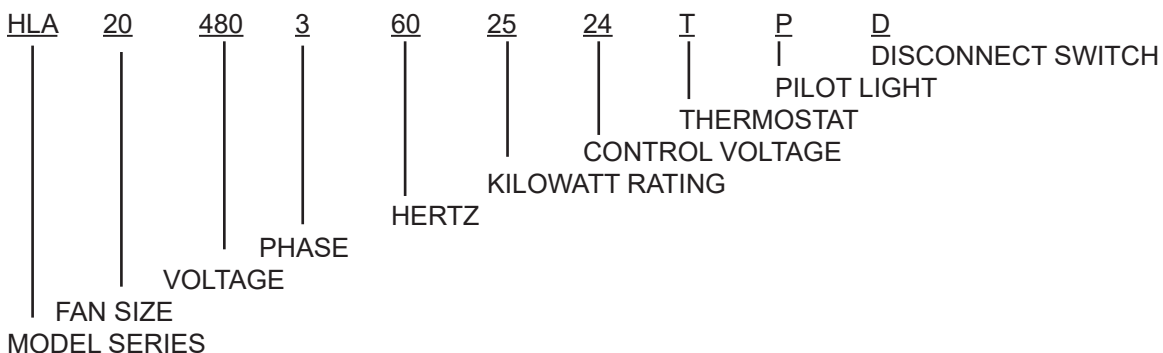 HLA 20 480 3 60 25 24 T P D
DISCONNECT SWITCH
PILOT LIGHT
THERMOSTAT
CONTROL VOLTAGE
KILOWATT RATING
HERTZ
PHASE
VOLTAGE
FAN SIZE
MODEL SERIES